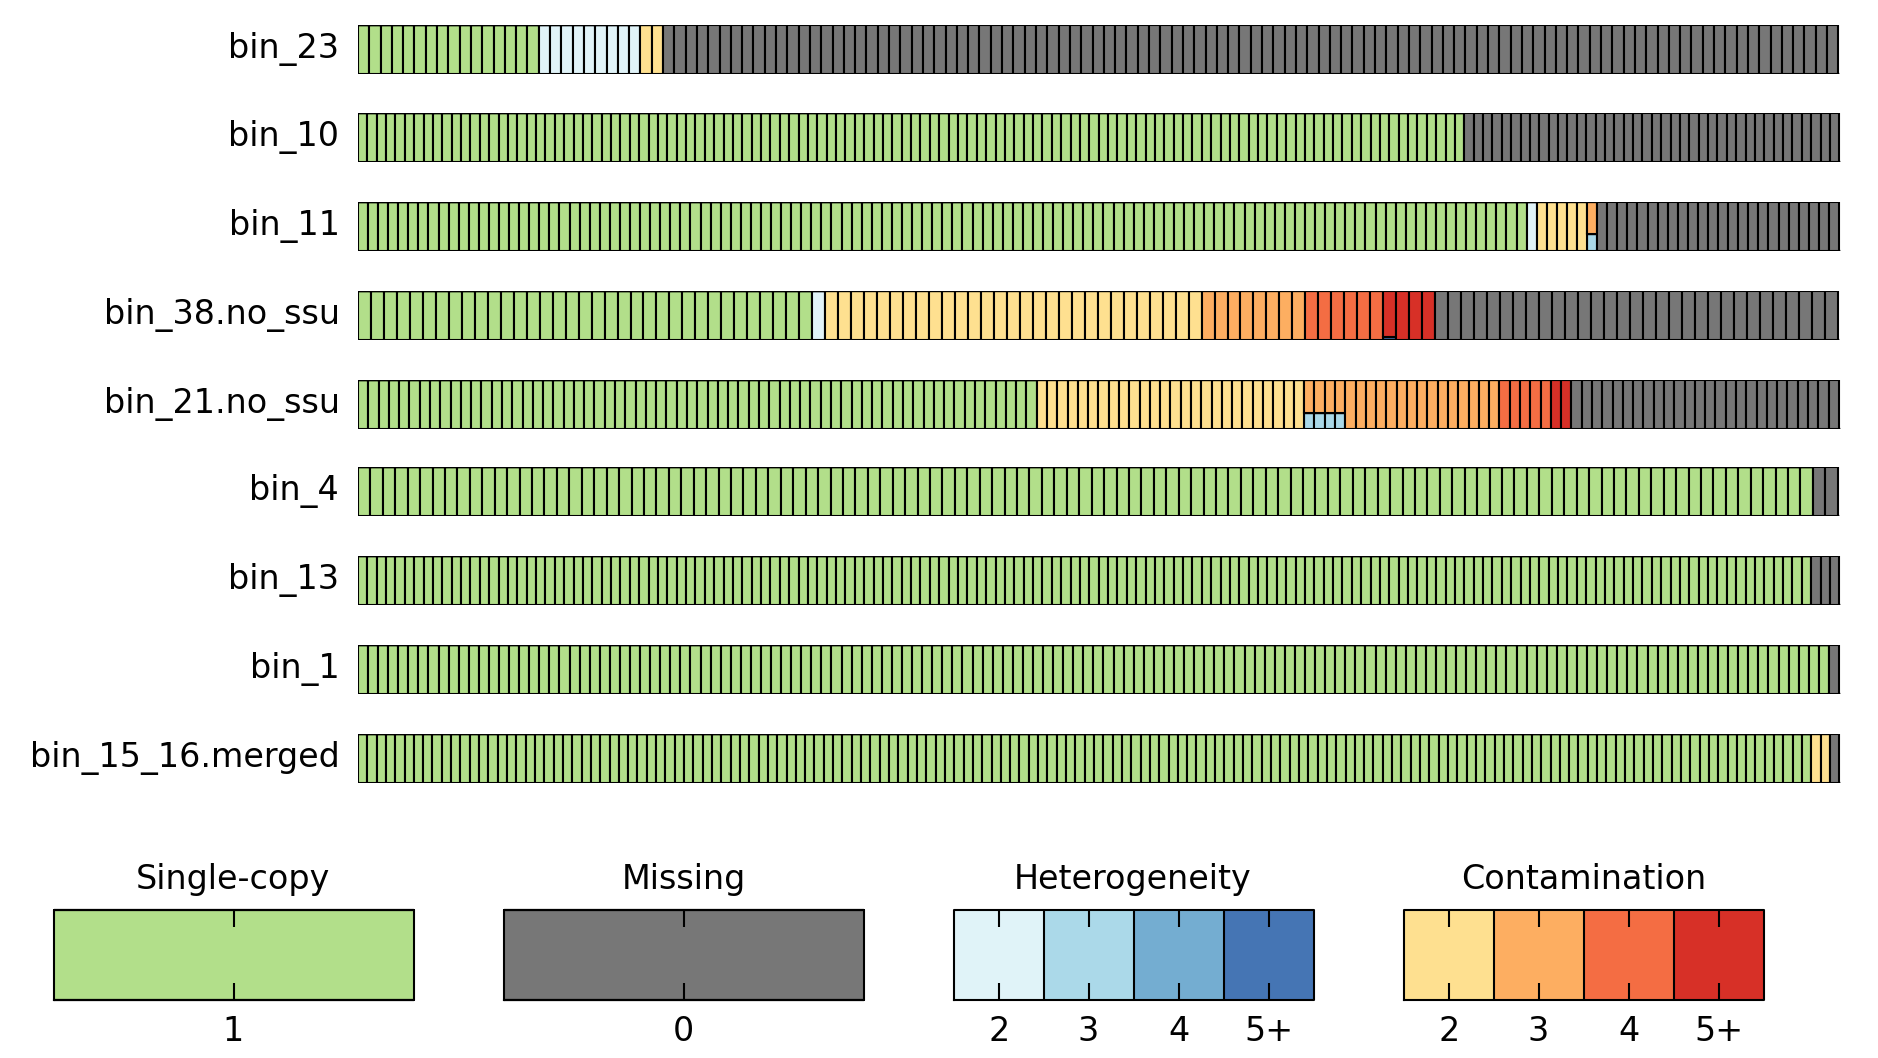 bin_23
bin_10
bin_11
bin_38.no_ssu
bin_21.no_ssu
bin_4
bin_13
bin_1
bin_15_16.merged
Single-copy Missing Heterogeneity Contamination
1 0 2 3 4 5+ 2 3 4 5+